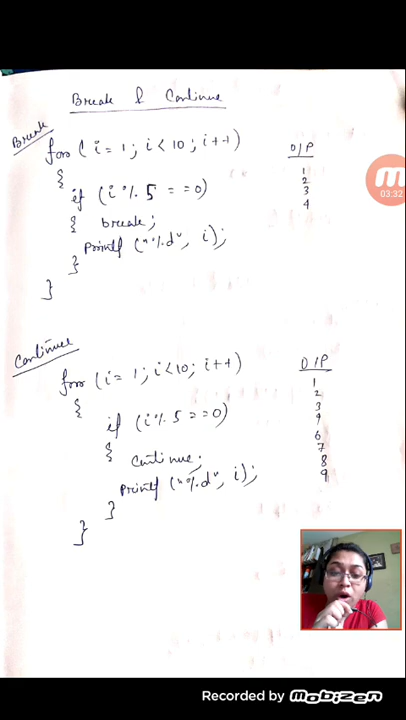 Break & Continue
Break
for (i = 1; i < 10; i++)
{
if (i % 5 == 0)
{ break;
printf ("%d", i);
}
}
O/P
1
2
3
4
03:32
Continue
for (i = 1; i < 10; i++)
{
if (i % 5 == 0)
{
continue;
printf ("%d", i);
}
}
O/P
1
2
3
4
6
7
8
9
Recorded by mobizen